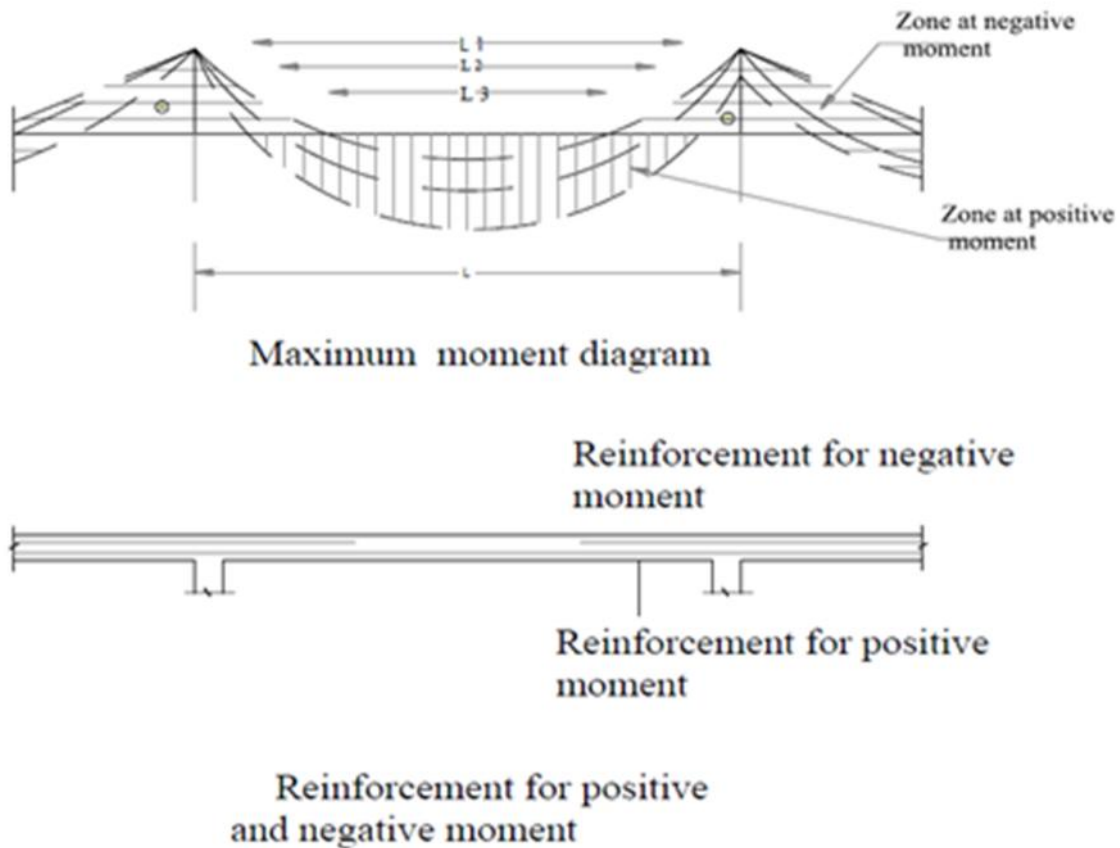 Zone at negative
moment
L 1
L 2
L 3
Zone at positive
moment
L
Maximum moment diagram
Reinforcement for negative
moment
Reinforcement for positive
moment
Reinforcement for positive
and negative moment